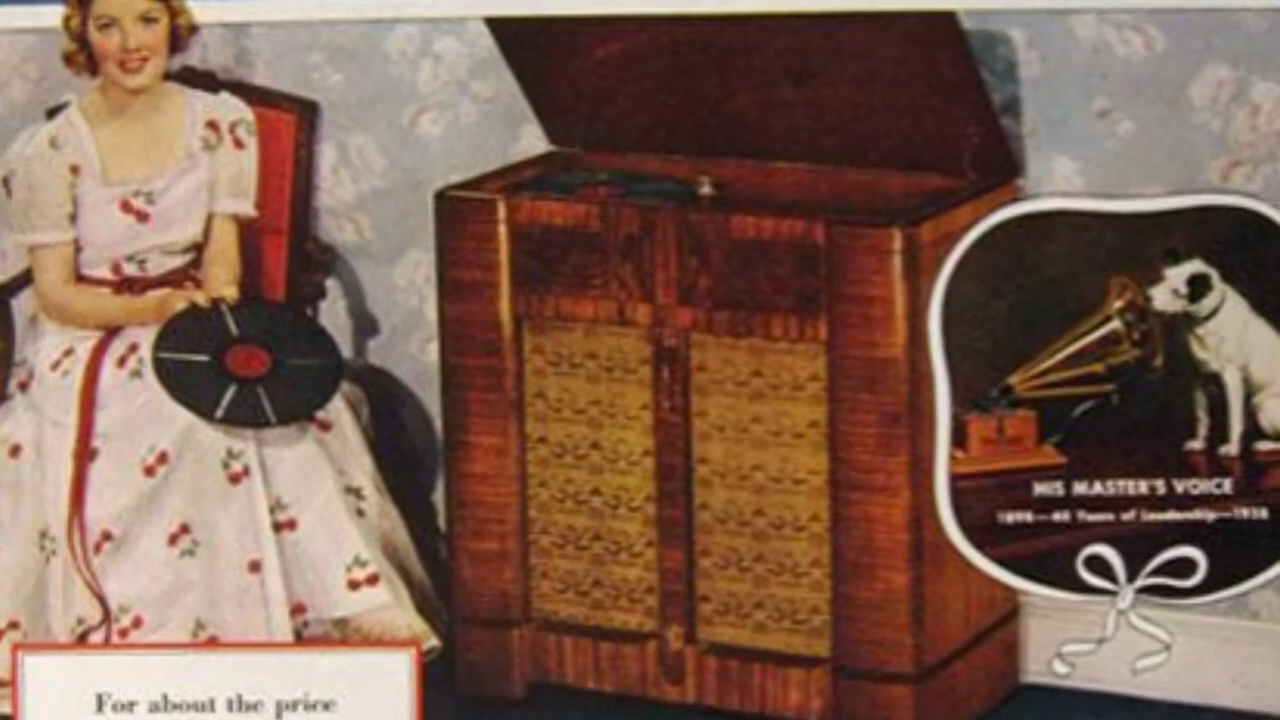 HIS MASTER'S VOICE
1898—40 Years of Leadership—1938
For about the price